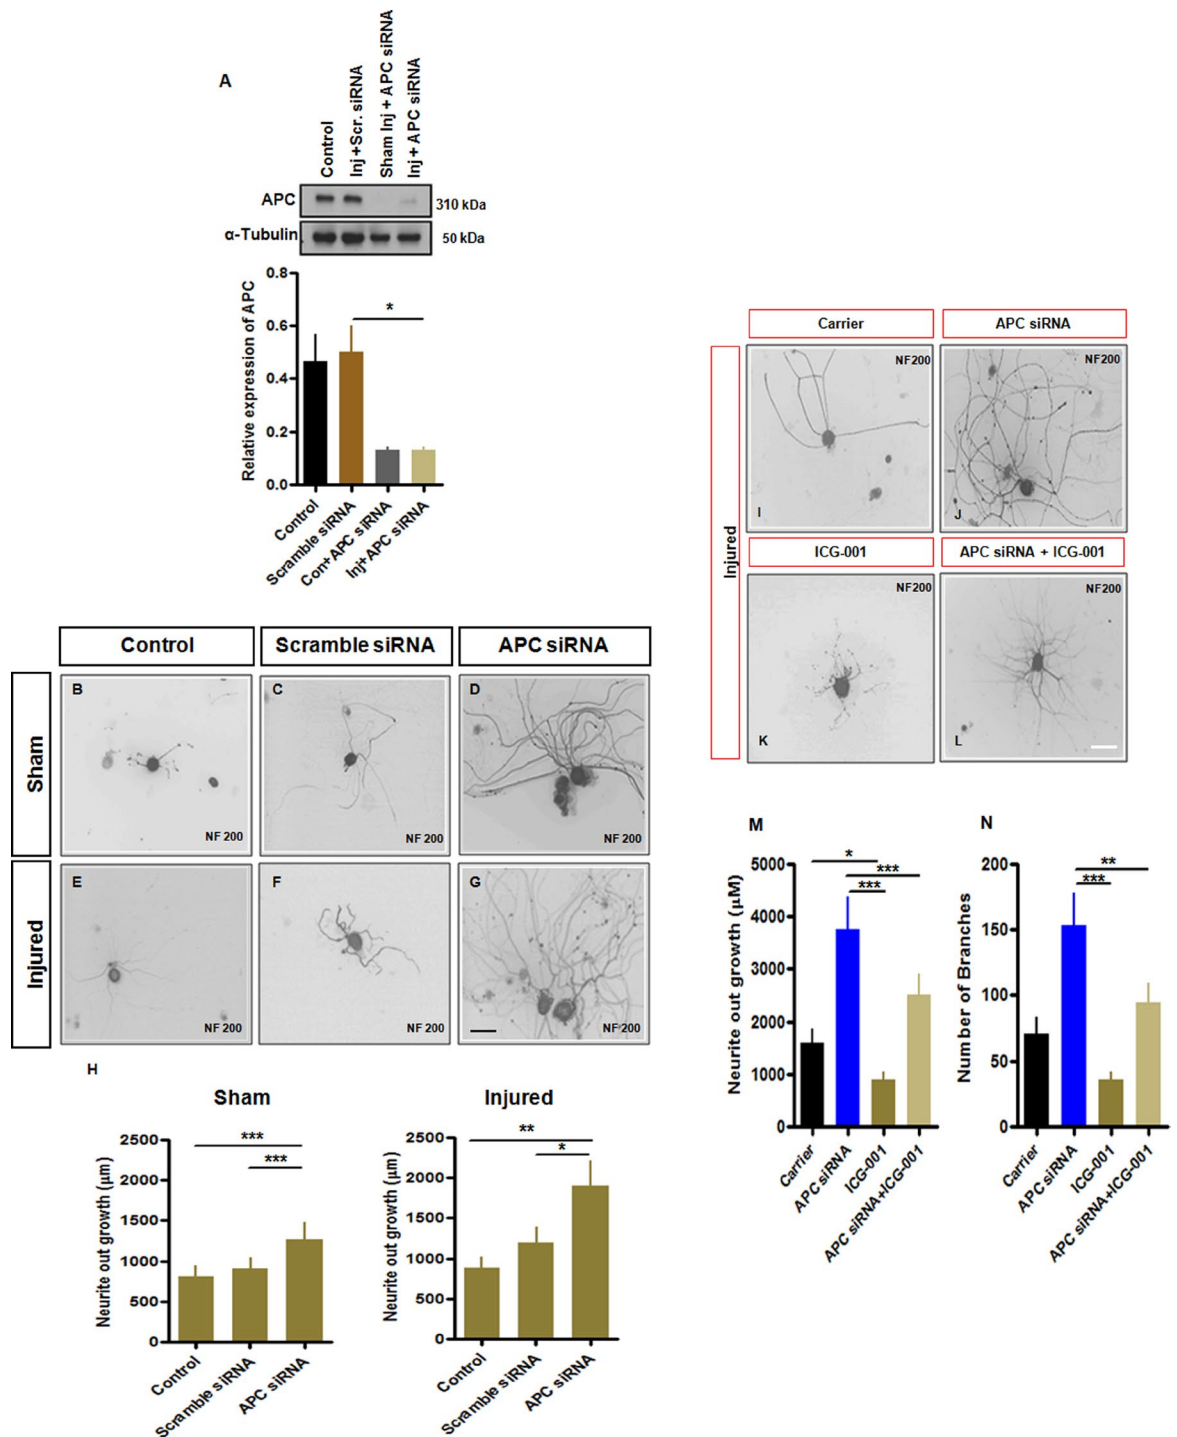 A
Control
Inj+Scr. siRNA
Sham Inj + APC siRNA
Inj+ APC siRNA
APC
310 kDa
α-Tubulin
50 kDa
Relative expression of APC
0.8
0.6
0.4
0.2
0.0
*
Control
Scramble siRNA
Con+APC siRNA
Inj+APC siRNA
Control
Scramble siRNA
APC siRNA
Sham
B
NF 200
C
NF 200
D
NF 200
Injured
E
NF 200
F
NF 200
G
NF 200
H
Sham
Neurite out growth (μm)
2500
2000
1500
1000
500
0
***
***
Control
Scramble siRNA
APC siRNA
Injured
Neurite out growth (μm)
2500
2000
1500
1000
500
0
**
*
Control
Scramble siRNA
APC siRNA
Carrier
APC siRNA
Injured
NF200
I
NF200
J
ICG-001
APC siRNA + ICG-001
NF200
K
NF200
L
M
Neurite out growth (μM)
5000
4000
3000
2000
1000
0
*
***
***
Carrier
APC siRNA
ICG-001
APC siRNA+ICG-001
N
Number of Branches
200
150
100
50
0
**
***
Carrier
APC siRNA
ICG-001
APC siRNA+ICG-001